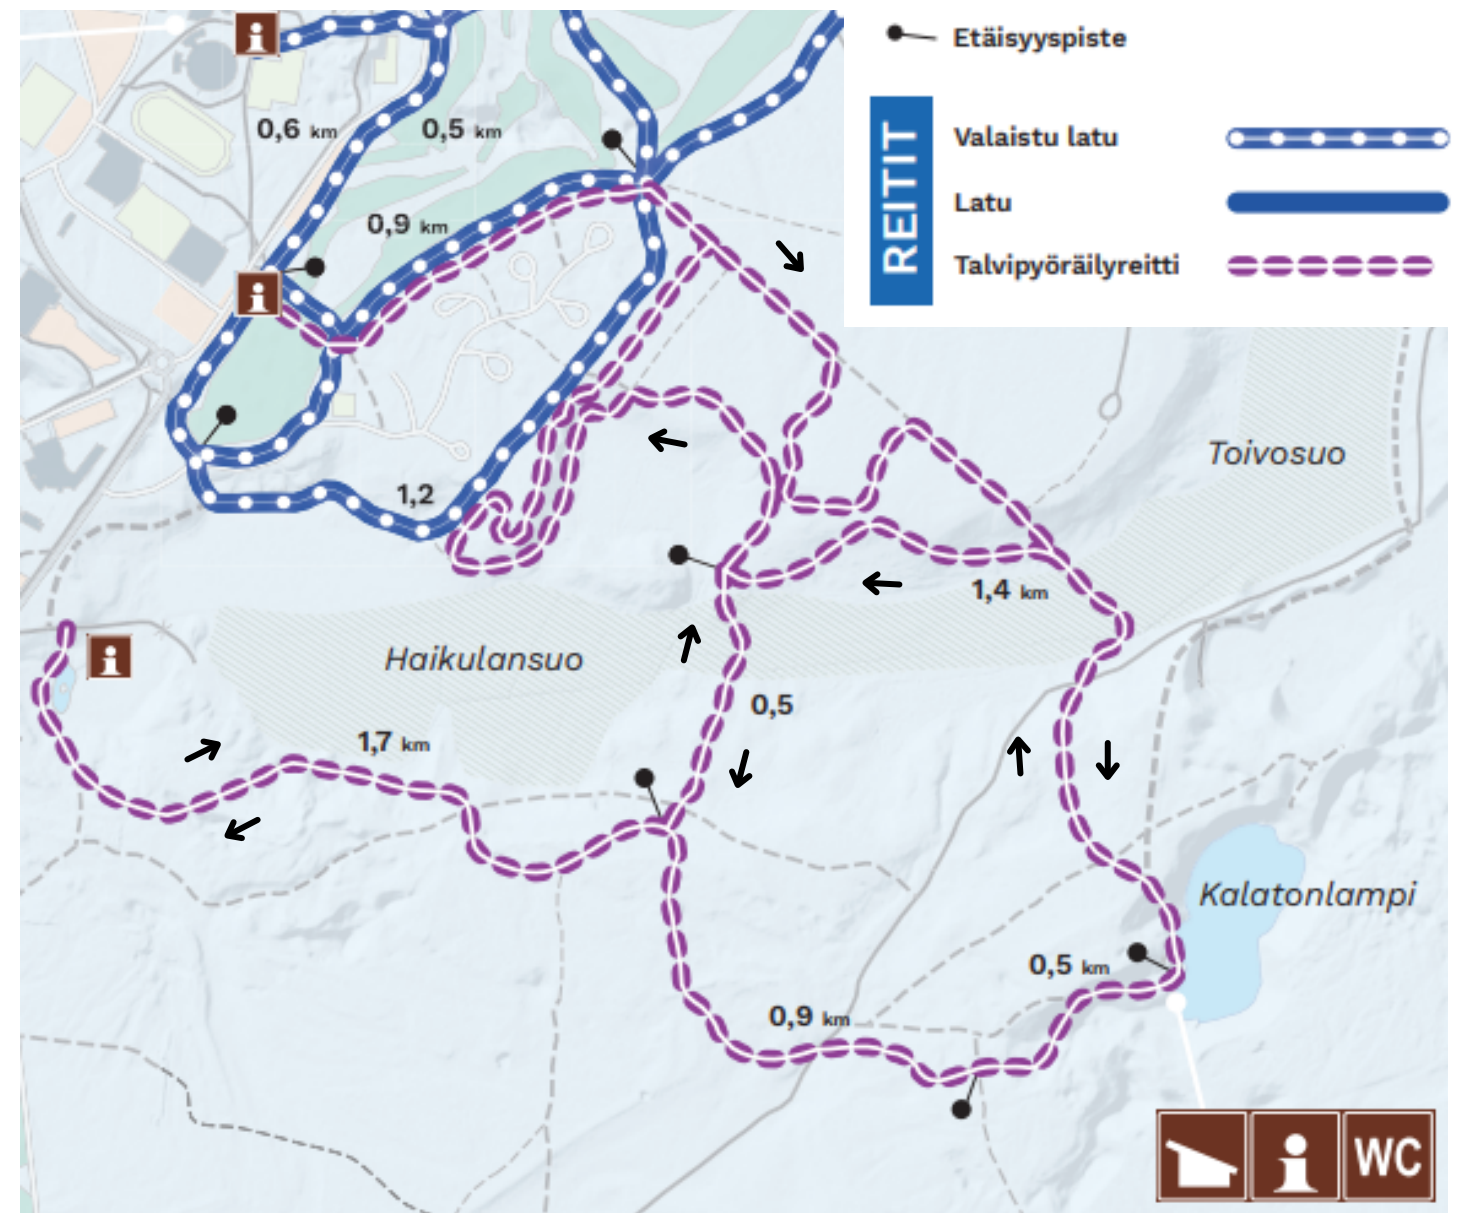 Etäisyyspiste
REITIT
Valaistu latu
Latu
Talvipyöräilyreitti
0,6 km
0,5 km
0,9 km
1,2
Toivosuo
1,4 km
Haikulansuo
0,5
1,7 km
Kalatonlampi
0,5 km
0,9 km
WC